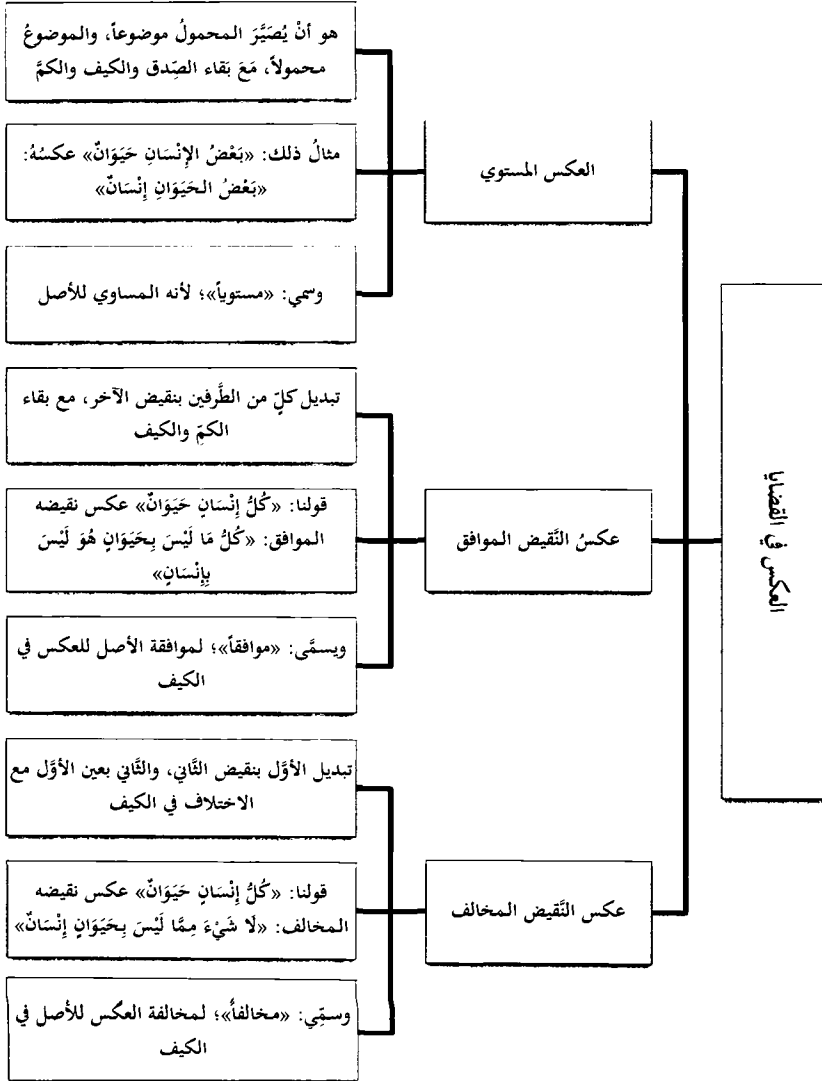 العكس في القضايا
العكس المستوي
هو أنْ يُصَيَّرَ المحمولُ موضوعاً، والموضوعُ
محمولاً، مَعَ بَقاء الصِّدق والكيف والكمَّ
مثالُ ذلك: «بَعْضُ الإِنْسَانِ حَيَوَانٌ» عكسُهُ:
«بَعْضُ الحَيَوَانِ إِنْسَانٌ»
وسمي: «مستوياً»؛ لأنه المساوي للأصل
عكسُ النَّقيض الموافق
تبديل كلٍّ من الطَّرفين بنقيض الآخر، مع بقاء
الكمِّ والكيف
قولنا: «كُلُّ إِنْسَانٍ حَيَوَانٌ» عكس نقيضه
الموافق: «كُلُّ مَا لَيْسَ بِحَيَوَانٍ هُوَ لَيْسَ
بِإِنْسَانٍ»
ويسمَّى: «موافقاً»؛ لموافقة الأصل للعكس في
الكيف
عكس النَّقيض المخالف
تبديل الأوَّل بنقيض الثَّاني، والثَّاني بعين الأوَّل مع
الاختلاف في الكيف
قولنا: «كُلُّ إِنْسَانٍ حَيَوَانٌ» عكس نقيضه
المخالف: «لَا شَيْءَ مِمَّا لَيْسَ بِحَيَوَانٍ إِنْسَانٌ»
وسمِّي: «مخالفاً»؛ لمخالفة العكس للأصل في
الكيف